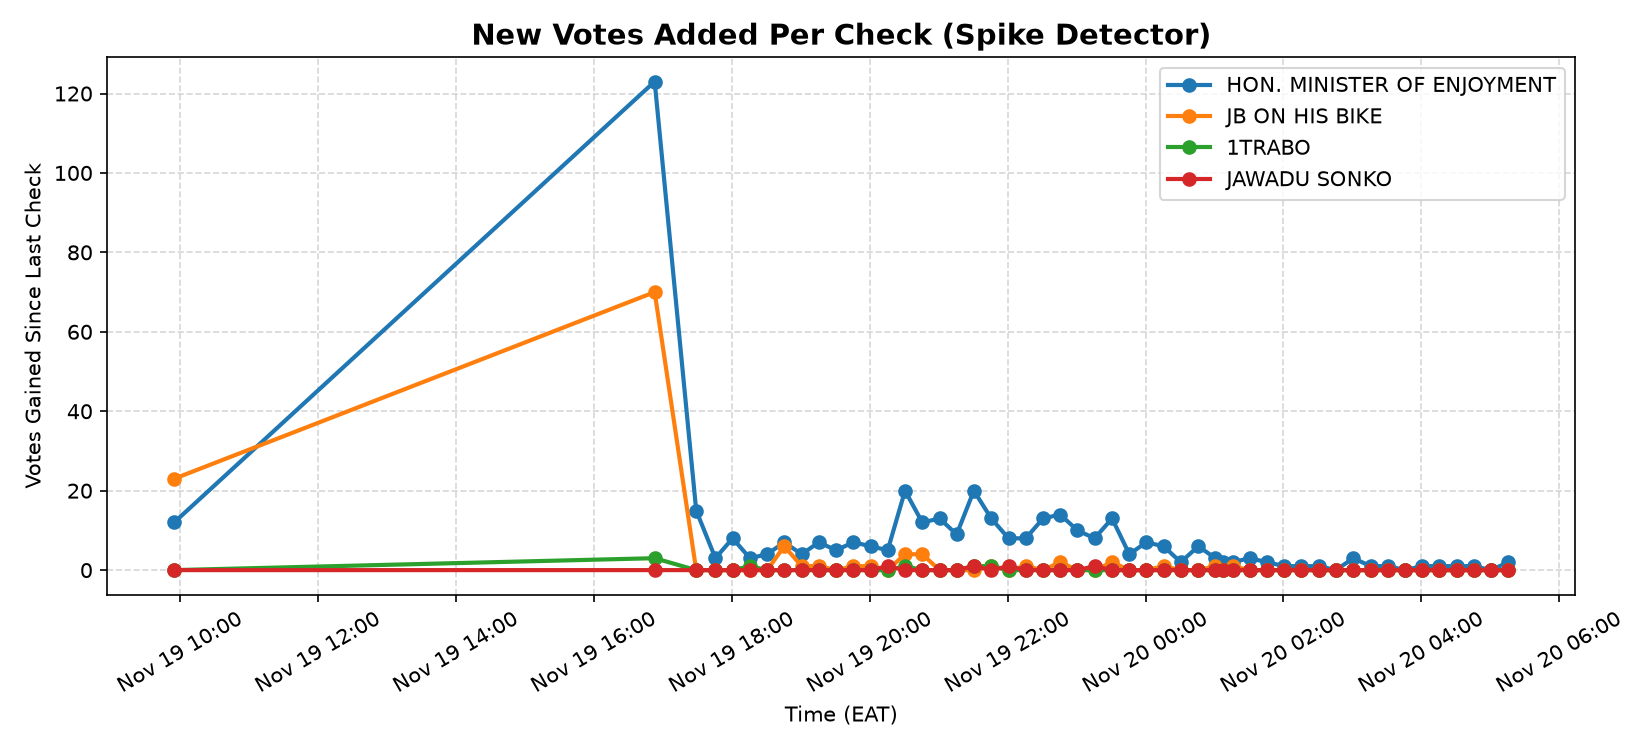 New Votes Added Per Check (Spike Detector)
HON. MINISTER OF ENJOYMENT
JB ON HIS BIKE
1TRABO
JAWADU SONKO
Votes Gained Since Last Check
120
100
80
60
40
20
0
Nov 19 10:00
Nov 19 12:00
Nov 19 14:00
Nov 19 16:00
Nov 19 18:00
Nov 19 20:00
Nov 19 22:00
Nov 20 00:00
Nov 20 02:00
Nov 20 04:00
Nov 20 06:00
Time (EAT)